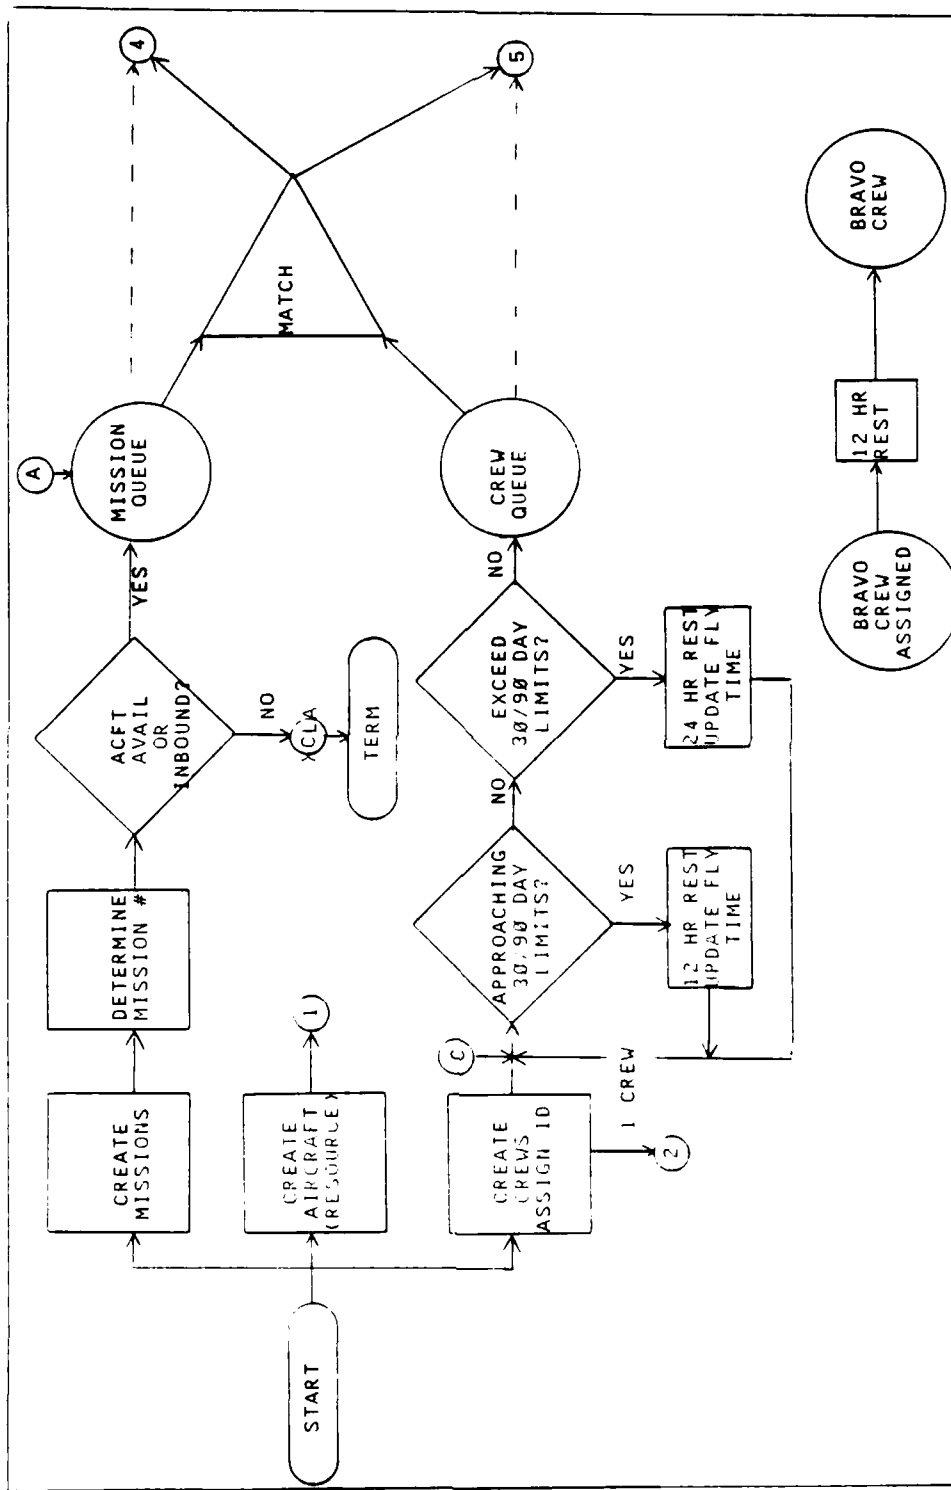 START
CREATE
MISSIONS
DETERMINE
MISSION #
ACFT
AVAIL
OR
INBOUND?
YES
NO
XCLA
TERM
A
MISSION
QUEUE
4
CREATE
AIRCRAFT
(RESOURCE)
1
MATCH
CREATE
CREWS
ASSIGN ID
C
1 CREW
2
APPROACHING
30/90 DAY
LIMITS?
NO
YES
12 HR REST
UPDATE FLY
TIME
EXCEED
30/90 DAY
LIMITS?
NO
YES
24 HR REST
UPDATE FLY
TIME
CREW
QUEUE
5
BRAVO
CREW
ASSIGNED
12 HR
REST
BRAVO
CREW